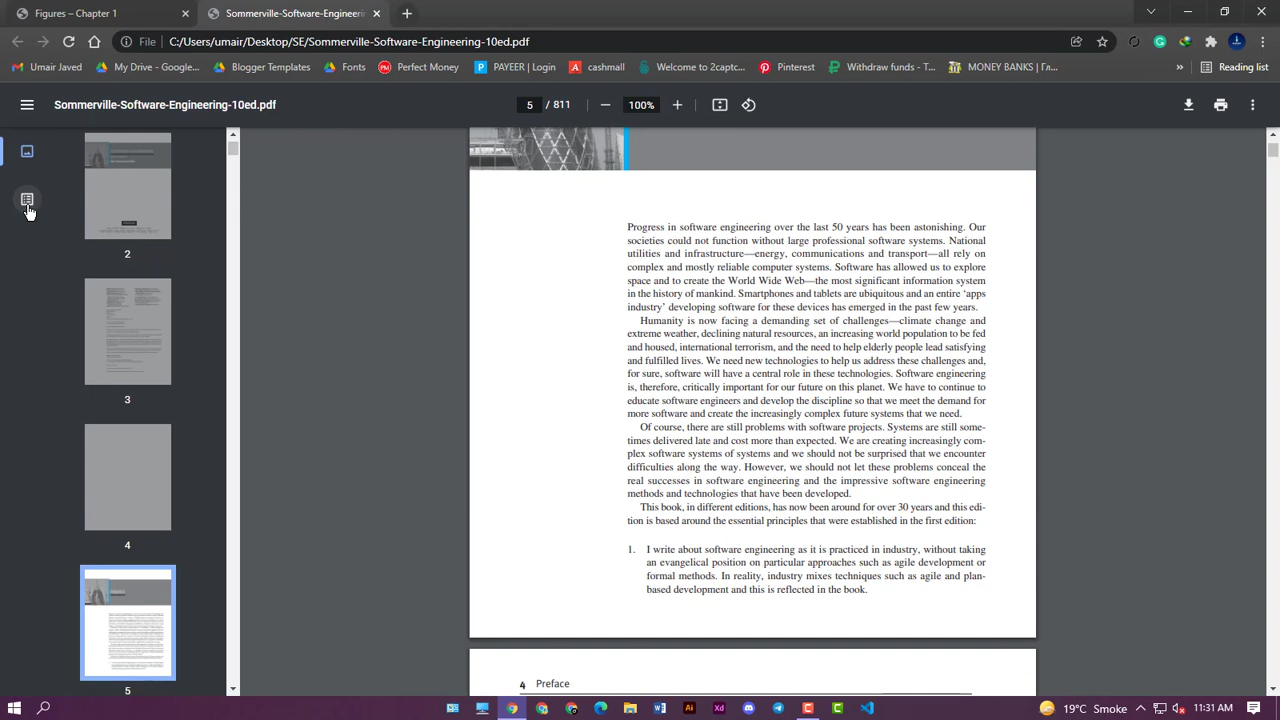 Figures – Chapter 1
Sommerville-Software-Engineerin
File
C:/Users/umair/Desktop/SE/Sommerville-Software-Engineering-10ed.pdf
Umair Javed
My Drive - Google...
Blogger Templates
Fonts
Perfect Money
PAYEER | Login
cashmall
Welcome to 2captc...
Pinterest
Withdraw funds - T...
MONEY BANKS | Гл...
»
Reading list
Sommerville-Software-Engineering-10ed.pdf
5 / 811
100%
2
3
4
5
Progress in software engineering over the last 50 years has been astonishing. Our
societies could not function without large professional software systems. National
utilities and infrastructure—energy, communications and transport—all rely on
complex and mostly reliable computer systems. Software has allowed us to explore
space and to create the World Wide Web—the most significant information system
in the history of mankind. Smartphones and tablets are ubiquitous and an entire ‘apps
industry’ developing software for these devices has emerged in the past few years.
Humanity is now facing a demanding set of challenges—climate change and
extreme weather, declining natural resources, an increasing world population to be fed
and housed, international terrorism, and the need to help elderly people lead satisfying
and fulfilled lives. We need new technologies to help us address these challenges and,
for sure, software will have a central role in these technologies. Software engineering
is, therefore, critically important for our future on this planet. We have to continue to
educate software engineers and develop the discipline so that we meet the demand for
more software and create the increasingly complex future systems that we need.
Of course, there are still problems with software projects. Systems are still some-
times delivered late and cost more than expected. We are creating increasingly com-
plex software systems of systems and we should not be surprised that we encounter
difficulties along the way. However, we should not let these problems conceal the
real successes in software engineering and the impressive software engineering
methods and technologies that have been developed.
This book, in different editions, has now been around for over 30 years and this edi-
tion is based around the essential principles that were established in the first edition:
1. I write about software engineering as it is practiced in industry, without taking
an evangelical position on particular approaches such as agile development or
formal methods. In reality, industry mixes techniques such as agile and plan-
based development and this is reflected in the book.
4 Preface
19°C Smoke
11:31 AM